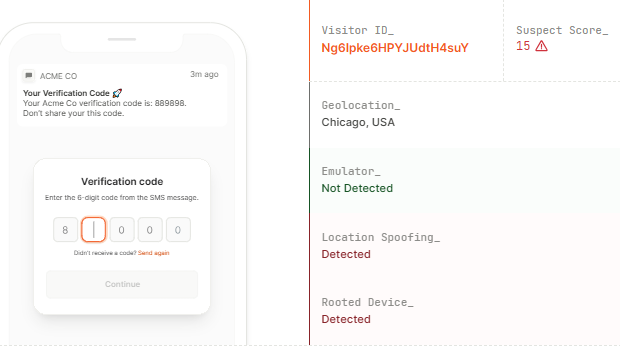 ACME CO
3m ago
Your Verification Code 🚀
Your Acme Co verification code is: 889898.
Don't share you this code.
Verification code
Enter the 6-digit code from the SMS message.
8 0 0 0
Didn't receive a code? Send again
Continue
Visitor ID_
Ng6lpke6HPYJUdtH4suY
Suspect Score_
15
Geolocation_
Chicago, USA
Emulator_
Not Detected
Location Spoofing_
Detected
Rooted Device_
Detected